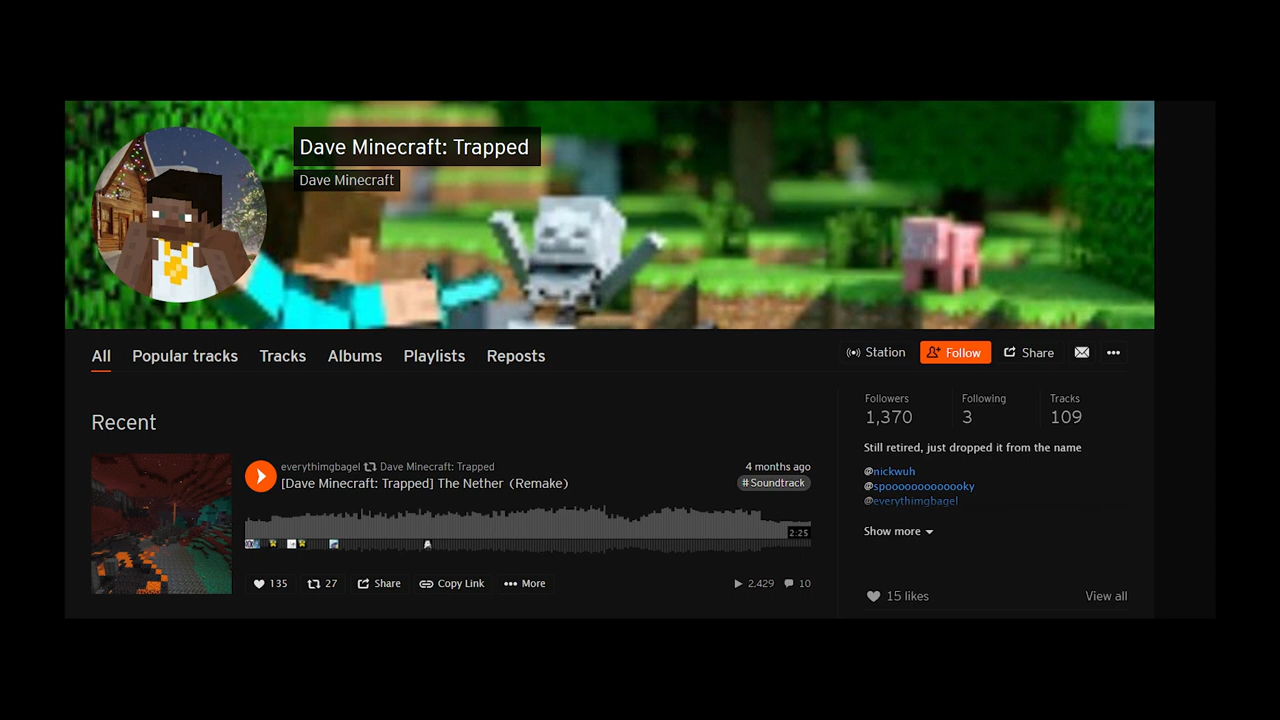 Dave Minecraft: Trapped
Dave Minecraft
All Popular tracks Tracks Albums Playlists Reposts
Station Follow Share
Followers Following Tracks
1,370 3 109
Recent
Still retired, just dropped it from the name
everythimgbagel Dave Minecraft: Trapped 4 months ago
@nickwuh
[Dave Minecraft: Trapped] The Nether (Remake) # Soundtrack
@spoooooooooooky
@everythimgbagel
2:25
Show more
135 27 Share Copy Link More 2,429 10
15 likes View all